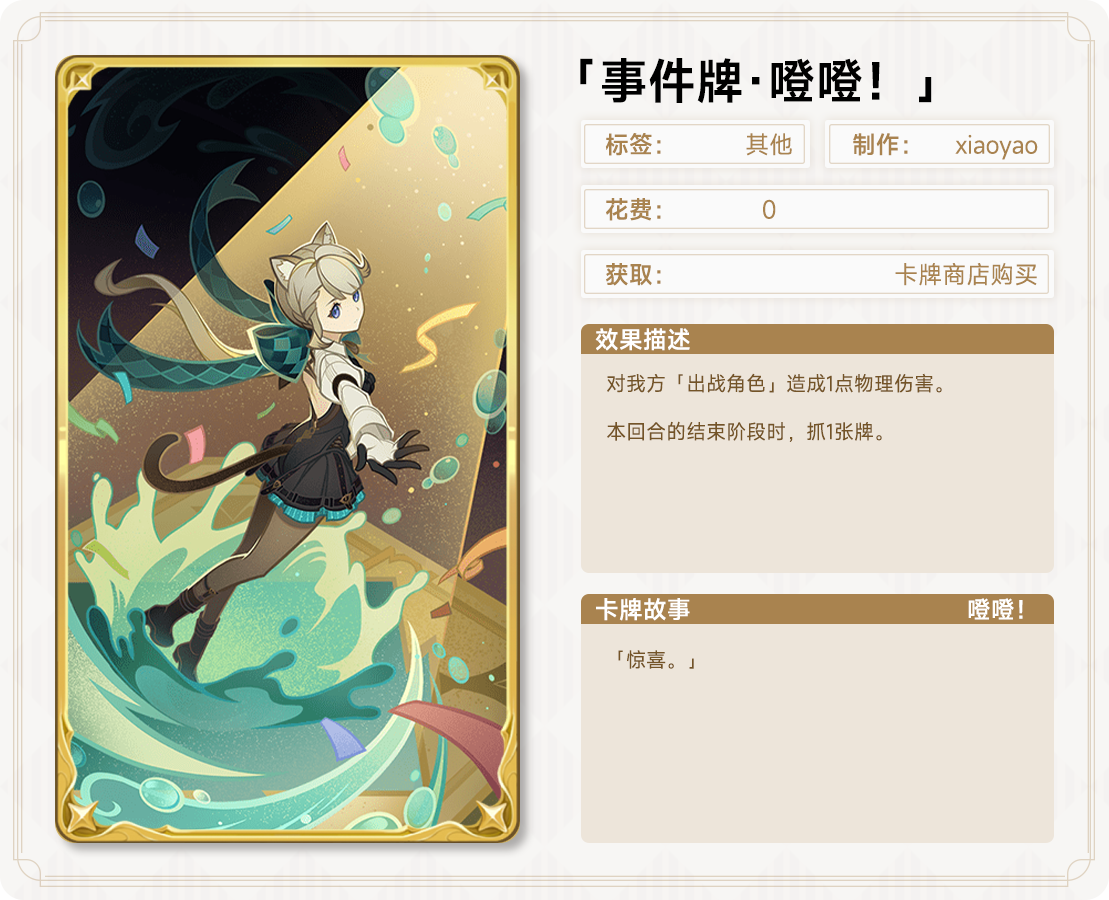 「事件牌·噔噔！」
标签： 其他 制作： xiaoyao
花费： 0
获取： 卡牌商店购买
效果描述
对我方「出战角色」造成1点物理伤害。
本回合的结束阶段时，抓1张牌。
卡牌故事 噔噔！
「惊喜。」